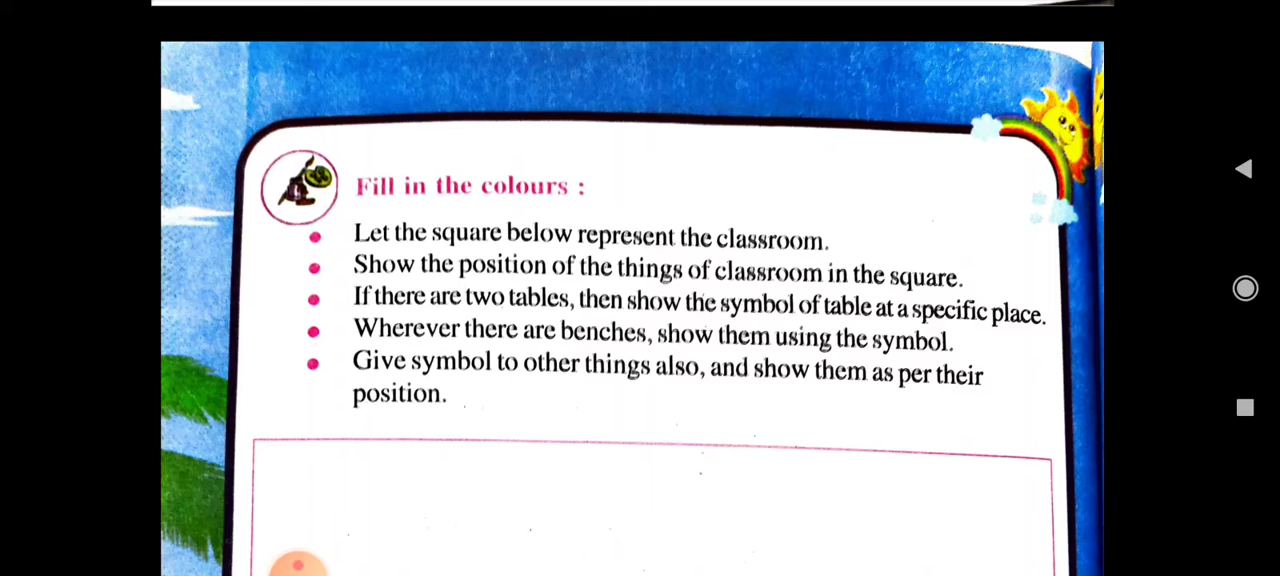 Fill in the colours :
Let the square below represent the classroom.
Show the position of the things of classroom in the square.
If there are two tables, then show the symbol of table at a specific place.
Wherever there are benches, show them using the symbol.
Give symbol to other things also, and show them as per their
position.